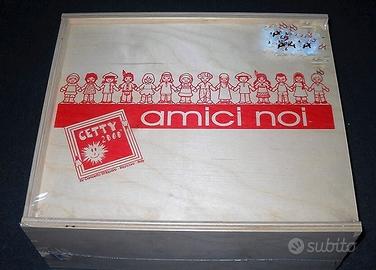 amici noi
GETTY
2000
subito